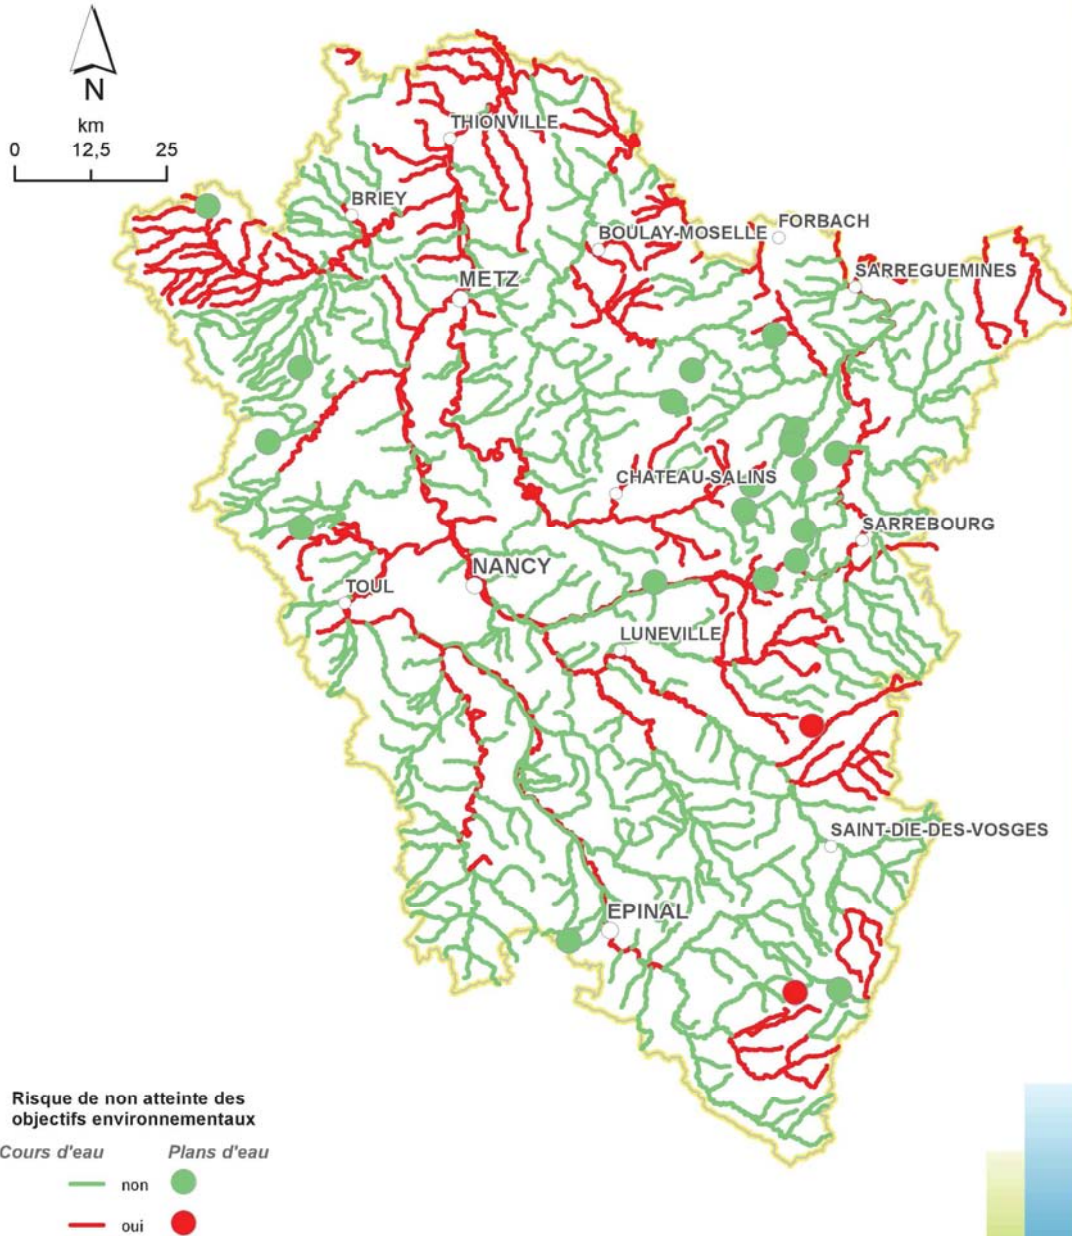 N
km
0 12,5 25
THIONVILLE
BRIEY
FORBACH
BOULAY-MOSELLE
SARREGUEMINES
METZ
CHATEAU-SALINS
SARREBOURG
NANCY
TOUL
LUNEVILLE
SAINT-DIE-DES-VOSGES
EPINAL
Risque de non atteinte des
objectifs environnementaux
Cours d'eau Plans d'eau
non
oui